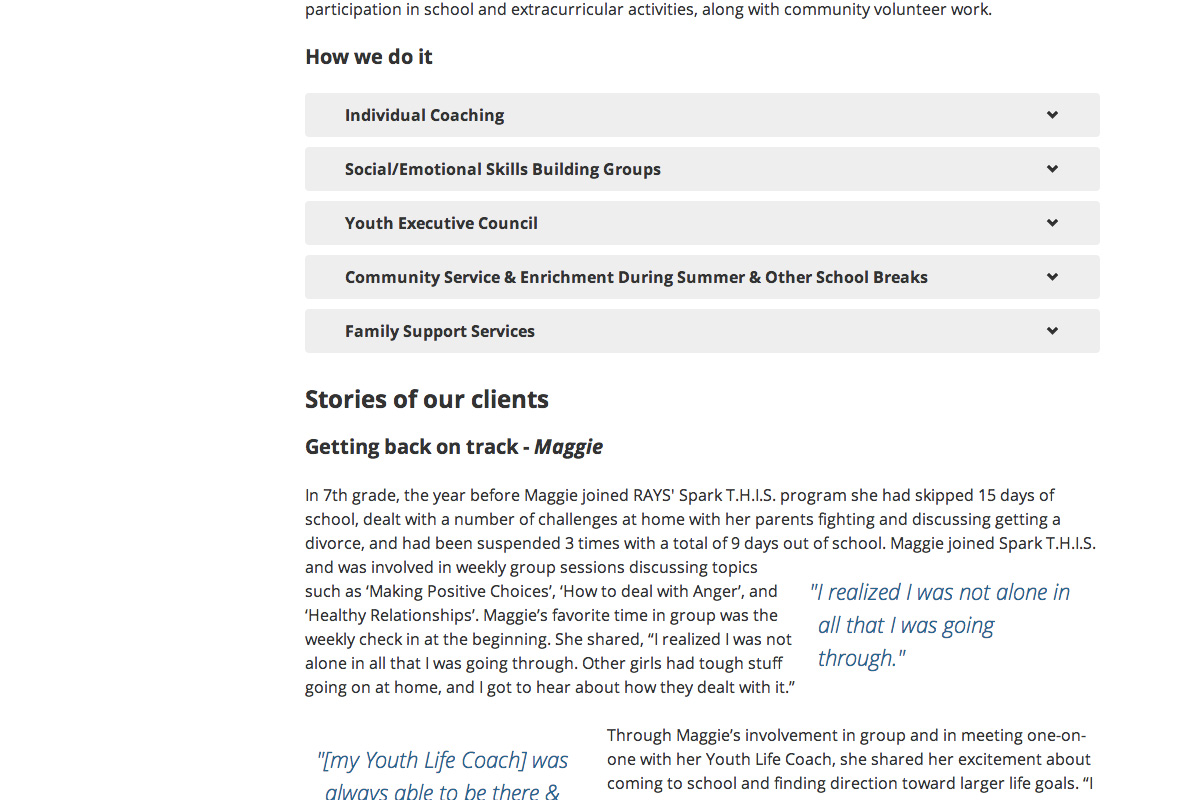 participation in school and extracurricular activities, along with community volunteer work.
How we do it
Individual Coaching
Social/Emotional Skills Building Groups
Youth Executive Council
Community Service & Enrichment During Summer & Other School Breaks
Family Support Services
Stories of our clients
Getting back on track - Maggie
In 7th grade, the year before Maggie joined RAYS' Spark T.H.I.S. program she had skipped 15 days of
school, dealt with a number of challenges at home with her parents fighting and discussing getting a
divorce, and had been suspended 3 times with a total of 9 days out of school. Maggie joined Spark T.H.I.S.
and was involved in weekly group sessions discussing topics
such as ‘Making Positive Choices’, ‘How to deal with Anger’, and
‘Healthy Relationships’. Maggie’s favorite time in group was the
weekly check in at the beginning. She shared, “I realized I was not
alone in all that I was going through. Other girls had tough stuff
going on at home, and I got to hear about how they dealt with it.”
"I realized I was not alone in
all that I was going
through."
"[my Youth Life Coach] was
always able to be there &
Through Maggie’s involvement in group and in meeting one-on-
one with her Youth Life Coach, she shared her excitement about
coming to school and finding direction toward larger life goals. “I